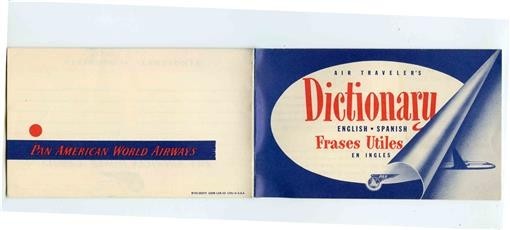 PAN AMERICAN WORLD AIRWAYS
AIR TRAVELER'S
Dictionary
ENGLISH • SPANISH
Frases Utiles
EN INGLES